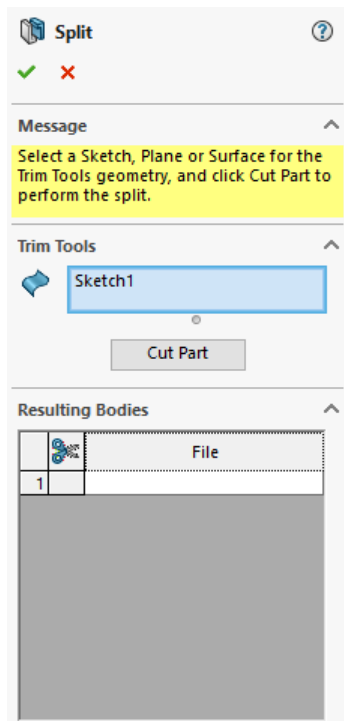 Split
?
Message
Select a Sketch, Plane or Surface for the
Trim Tools geometry, and click Cut Part to
perform the split.
Trim Tools
Sketch1
Cut Part
Resulting Bodies
File
1